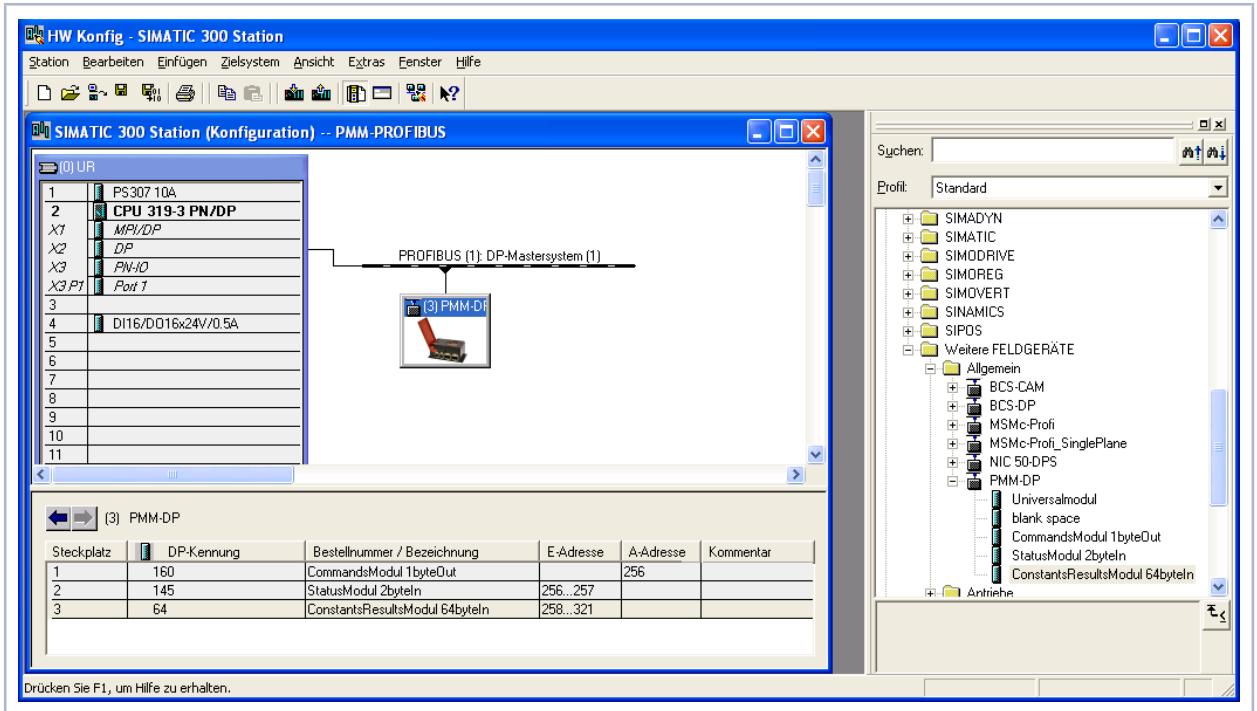 HW Konfig - SIMATIC 300 Station
Station Bearbeiten Einfügen Zielsystem Ansicht Extras Fenster Hilfe
SIMATIC 300 Station (Konfiguration) -- PMM-PROFIBUS
(0) UR
1 PS307 10A
2 CPU 319-3 PN/DP
X1 MPI/DP
X2 DP
X3 PN-IO
X3 P1 Port 1
3
4 DI16/DO16x24V/0.5A
5
6
7
8
9
10
11
PROFIBUS (1): DP-Mastersystem (1)
(3) PMM-DP
(3) PMM-DP
Steckplatz DP-Kennung Bestellnummer / Bezeichnung E-Adresse A-Adresse Kommentar
1 160 CommandsModul 1byteOut 256
2 145 StatusModul 2byteIn 256...257
3 64 ConstantsResultsModul 64byteIn 258...321
Suchen:
Profil: Standard
SIMADYN
SIMATIC
SIMODRIVE
SIMOREG
SIMOVERT
SINAMICS
SIPOS
Weitere FELDGERÄTE
Allgemein
BCS-CAM
BCS-DP
MSMc-Profi
MSMc-Profi_SinglePlane
NIC 50-DPS
PMM-DP
Universalmodul
blank space
CommandsModul 1byteOut
StatusModul 2byteIn
ConstantsResultsModul 64byteIn
Antriebe
Drücken Sie F1, um Hilfe zu erhalten.